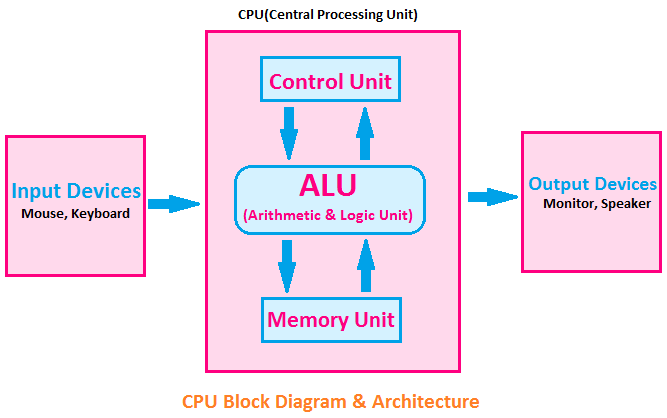 CPU(Central Processing Unit)
Control Unit
Input Devices
Mouse, Keyboard
ALU
(Arithmetic & Logic Unit)
Output Devices
Monitor, Speaker
Memory Unit
CPU Block Diagram & Architecture